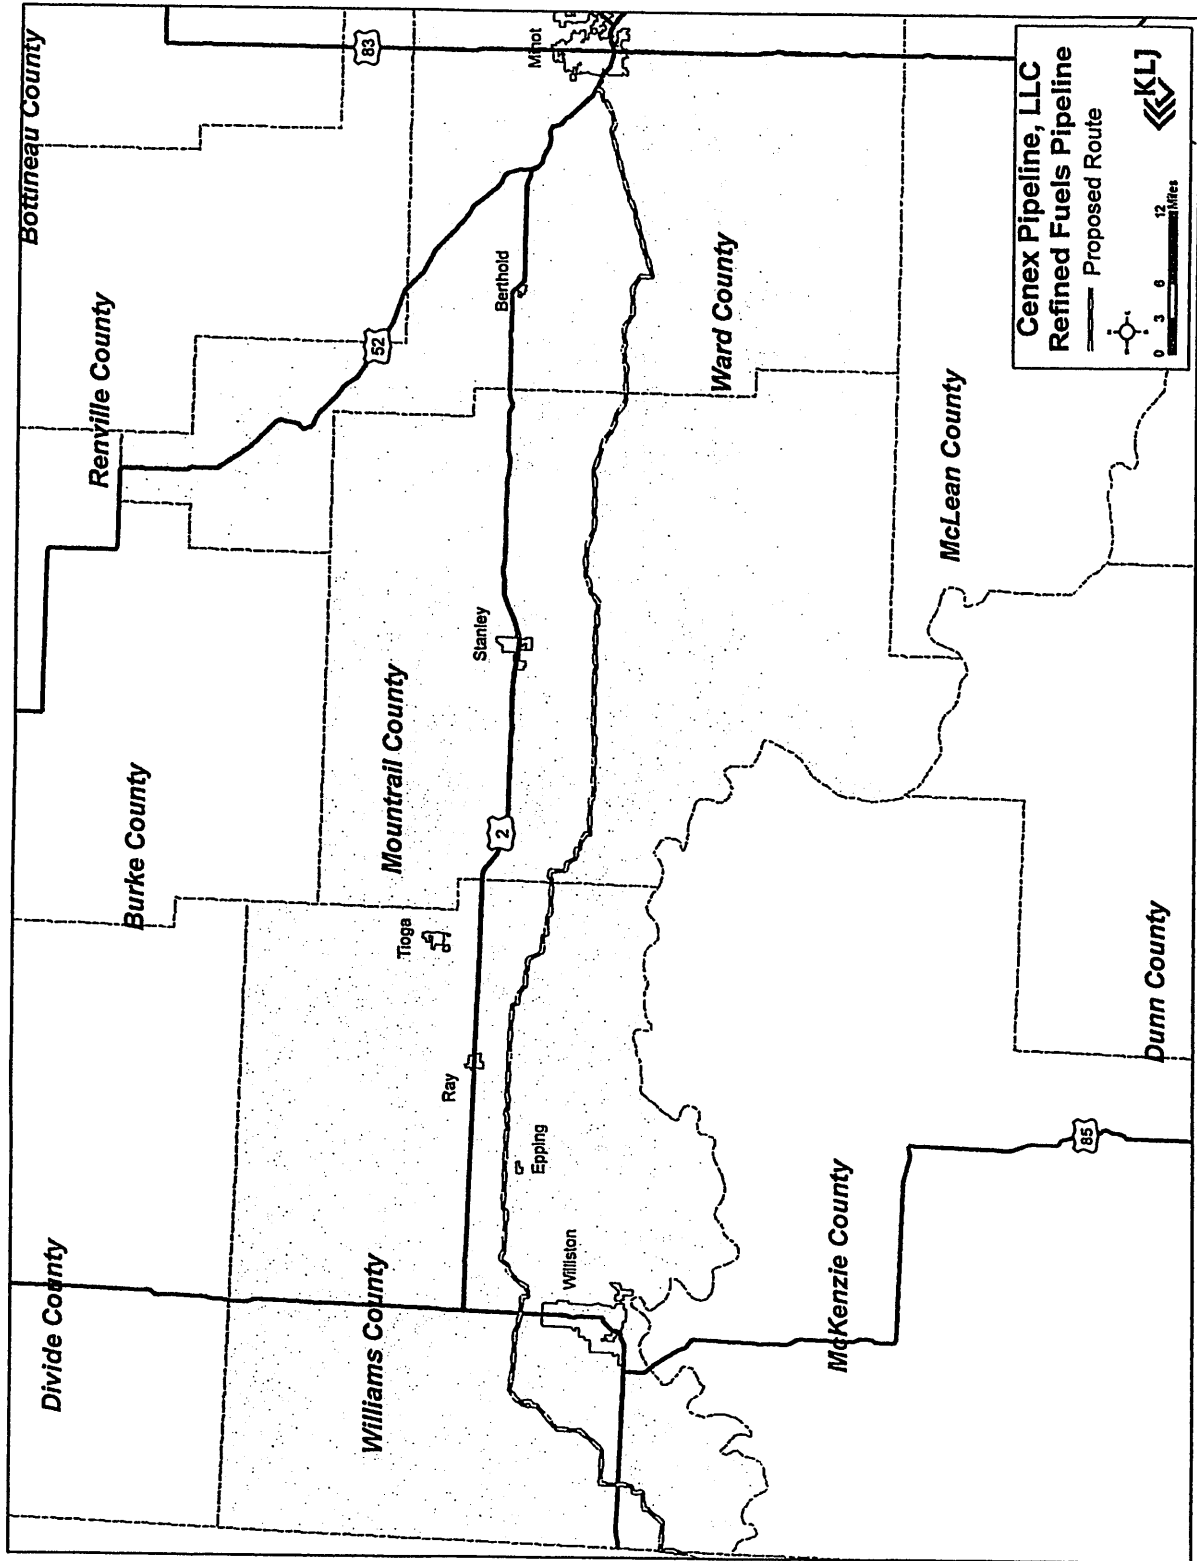 Divide County
Burke County
Renville County
Bottineau County
83
52
Williams County
Mountrail County
Tioga
Ray
2
Stanley
Berthold
Minot
Epping
Williston
Ward County
McKenzie County
McLean County
85
Dunn County
Cenex Pipeline, LLC
Refined Fuels Pipeline
Proposed Route
0 3 6 12
Miles
KLJ